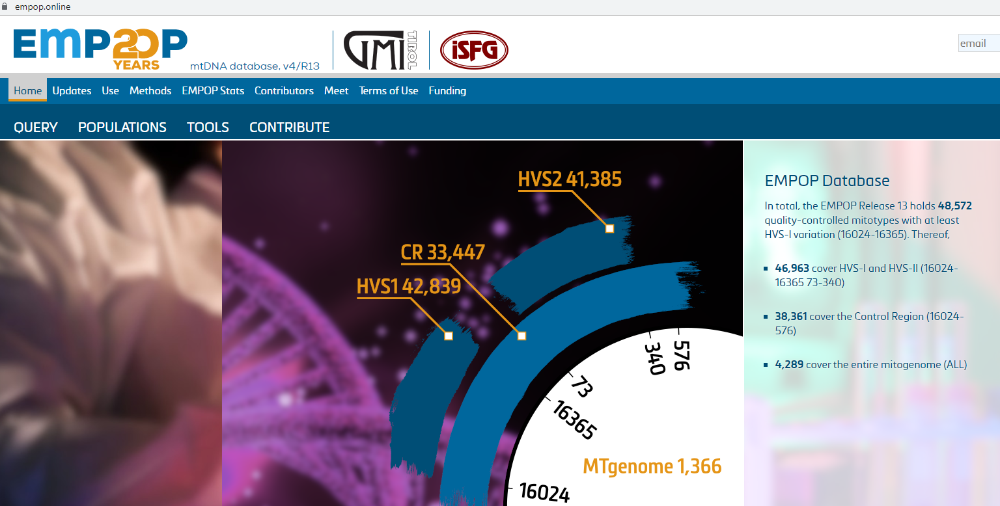 empop.online
EMPOP
20
YEARS
mtDNA database, v4/R13
GMI
TIROL
iSFG
email
Home Updates Use Methods EMPOP Stats Contributors Meet Terms of Use Funding
QUERY POPULATIONS TOOLS CONTRIBUTE
HVS2 41,385
CR 33,447
HVS1 42,839
340
576
73
16365
MTgenome 1,366
16024
EMPOP Database
In total, the EMPOP Release 13 holds 48,572
quality-controlled mitotypes with at least
HVS-I variation (16024-16365). Thereof,
46,963 cover HVS-I and HVS-II (16024-
16365 73-340)
38,361 cover the Control Region (16024-
576)
4,289 cover the entire mitogenome (ALL)